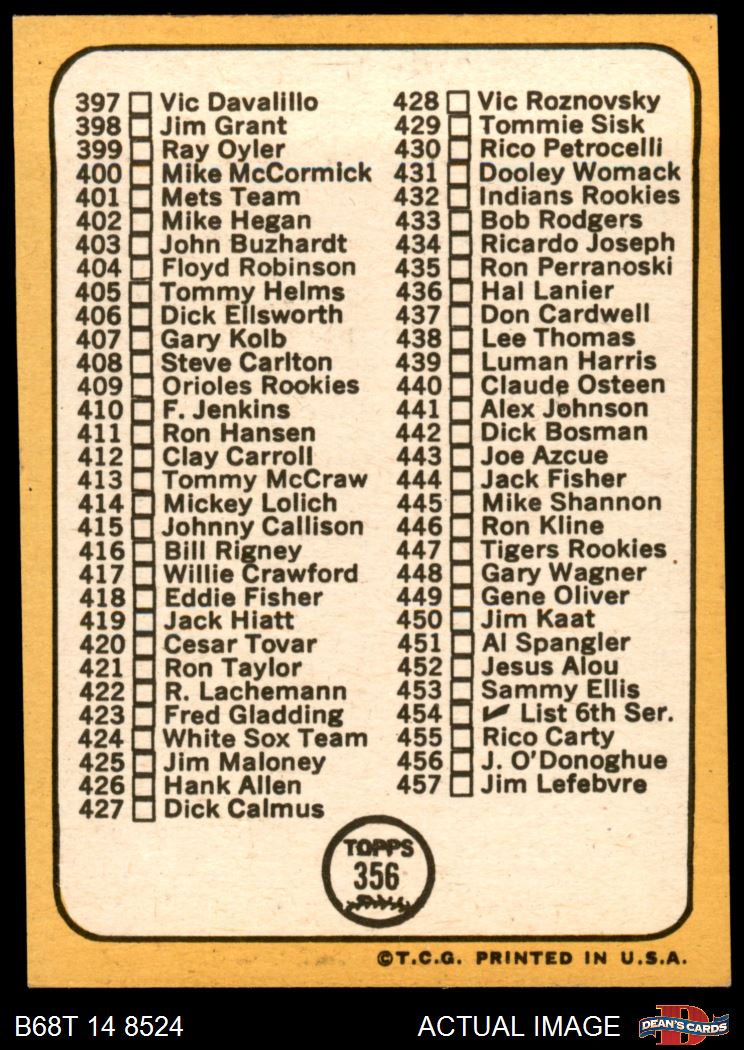 397 Vic Davalillo
398 Jim Grant
399 Ray Oyler
400 Mike McCormick
401 Mets Team
402 Mike Hegan
403 John Buzhardt
404 Floyd Robinson
405 Tommy Helms
406 Dick Ellsworth
407 Gary Kolb
408 Steve Carlton
409 Orioles Rookies
410 F. Jenkins
411 Ron Hansen
412 Clay Carroll
413 Tommy McCraw
414 Mickey Lolich
415 Johnny Callison
416 Bill Rigney
417 Willie Crawford
418 Eddie Fisher
419 Jack Hiatt
420 Cesar Tovar
421 Ron Taylor
422 R. Lachemann
423 Fred Gladding
424 White Sox Team
425 Jim Maloney
426 Hank Allen
427 Dick Calmus
428 Vic Roznovsky
429 Tommie Sisk
430 Rico Petrocelli
431 Dooley Womack
432 Indians Rookies
433 Bob Rodgers
434 Ricardo Joseph
435 Ron Perranoski
436 Hal Lanier
437 Don Cardwell
438 Lee Thomas
439 Luman Harris
440 Claude Osteen
441 Alex Johnson
442 Dick Bosman
443 Joe Azcue
444 Jack Fisher
445 Mike Shannon
446 Ron Kline
447 Tigers Rookies
448 Gary Wagner
449 Gene Oliver
450 Jim Kaat
451 Al Spangler
452 Jesus Alou
453 Sammy Ellis
454 ✓ List 6th Ser.
455 Rico Carty
456 J. O'Donoghue
457 Jim Lefebvre
TOPPS
356
©T.C.G. PRINTED IN U.S.A.
B68T 14 8524
ACTUAL IMAGE
DEAN'S CARDS